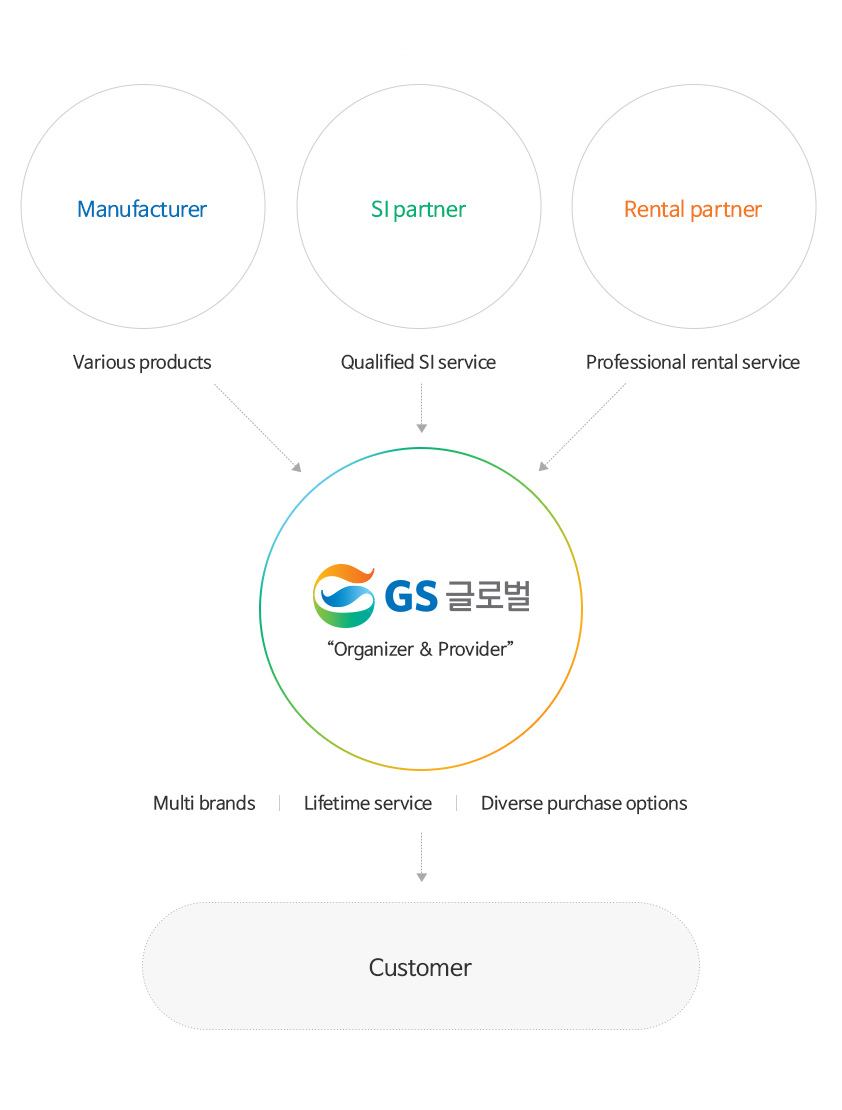 Manufacturer
SI partner
Rental partner
Various products
Qualified SI service
Professional rental service
GS 글로벌
“Organizer & Provider”
Multi brands
Lifetime service
Diverse purchase options
Customer